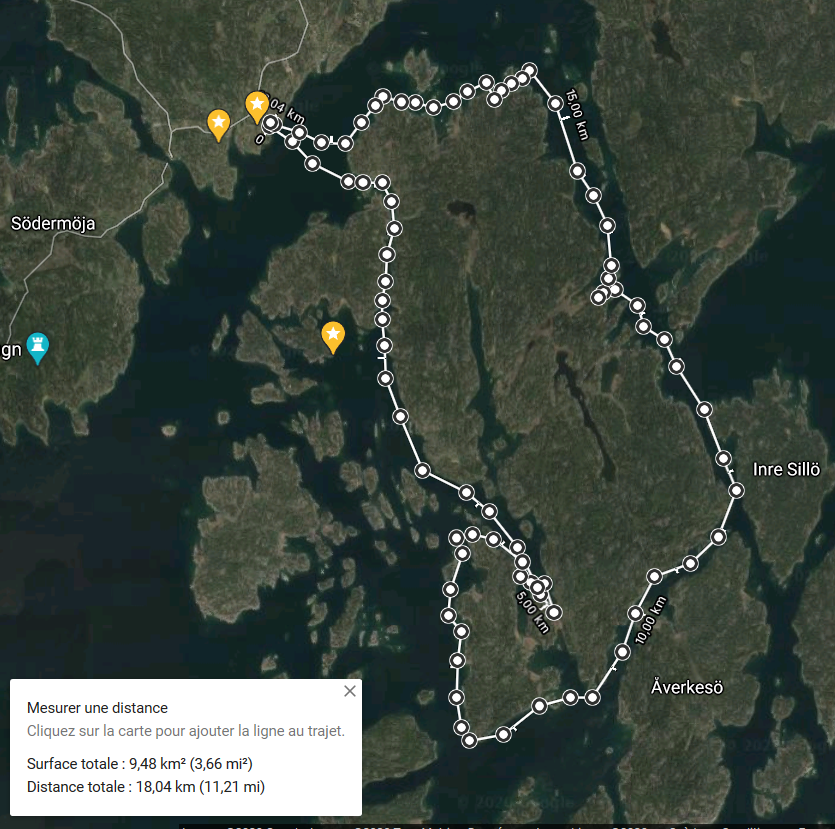 ,04 km
0
15,00 km
Södermöja
gn
Inre Sillö
5,00 km
10,00 km
Åverkesö
Mesurer une distance
Cliquez sur la carte pour ajouter la ligne au trajet.
Surface totale : 9,48 km² (3,66 mi²)
Distance totale : 18,04 km (11,21 mi)